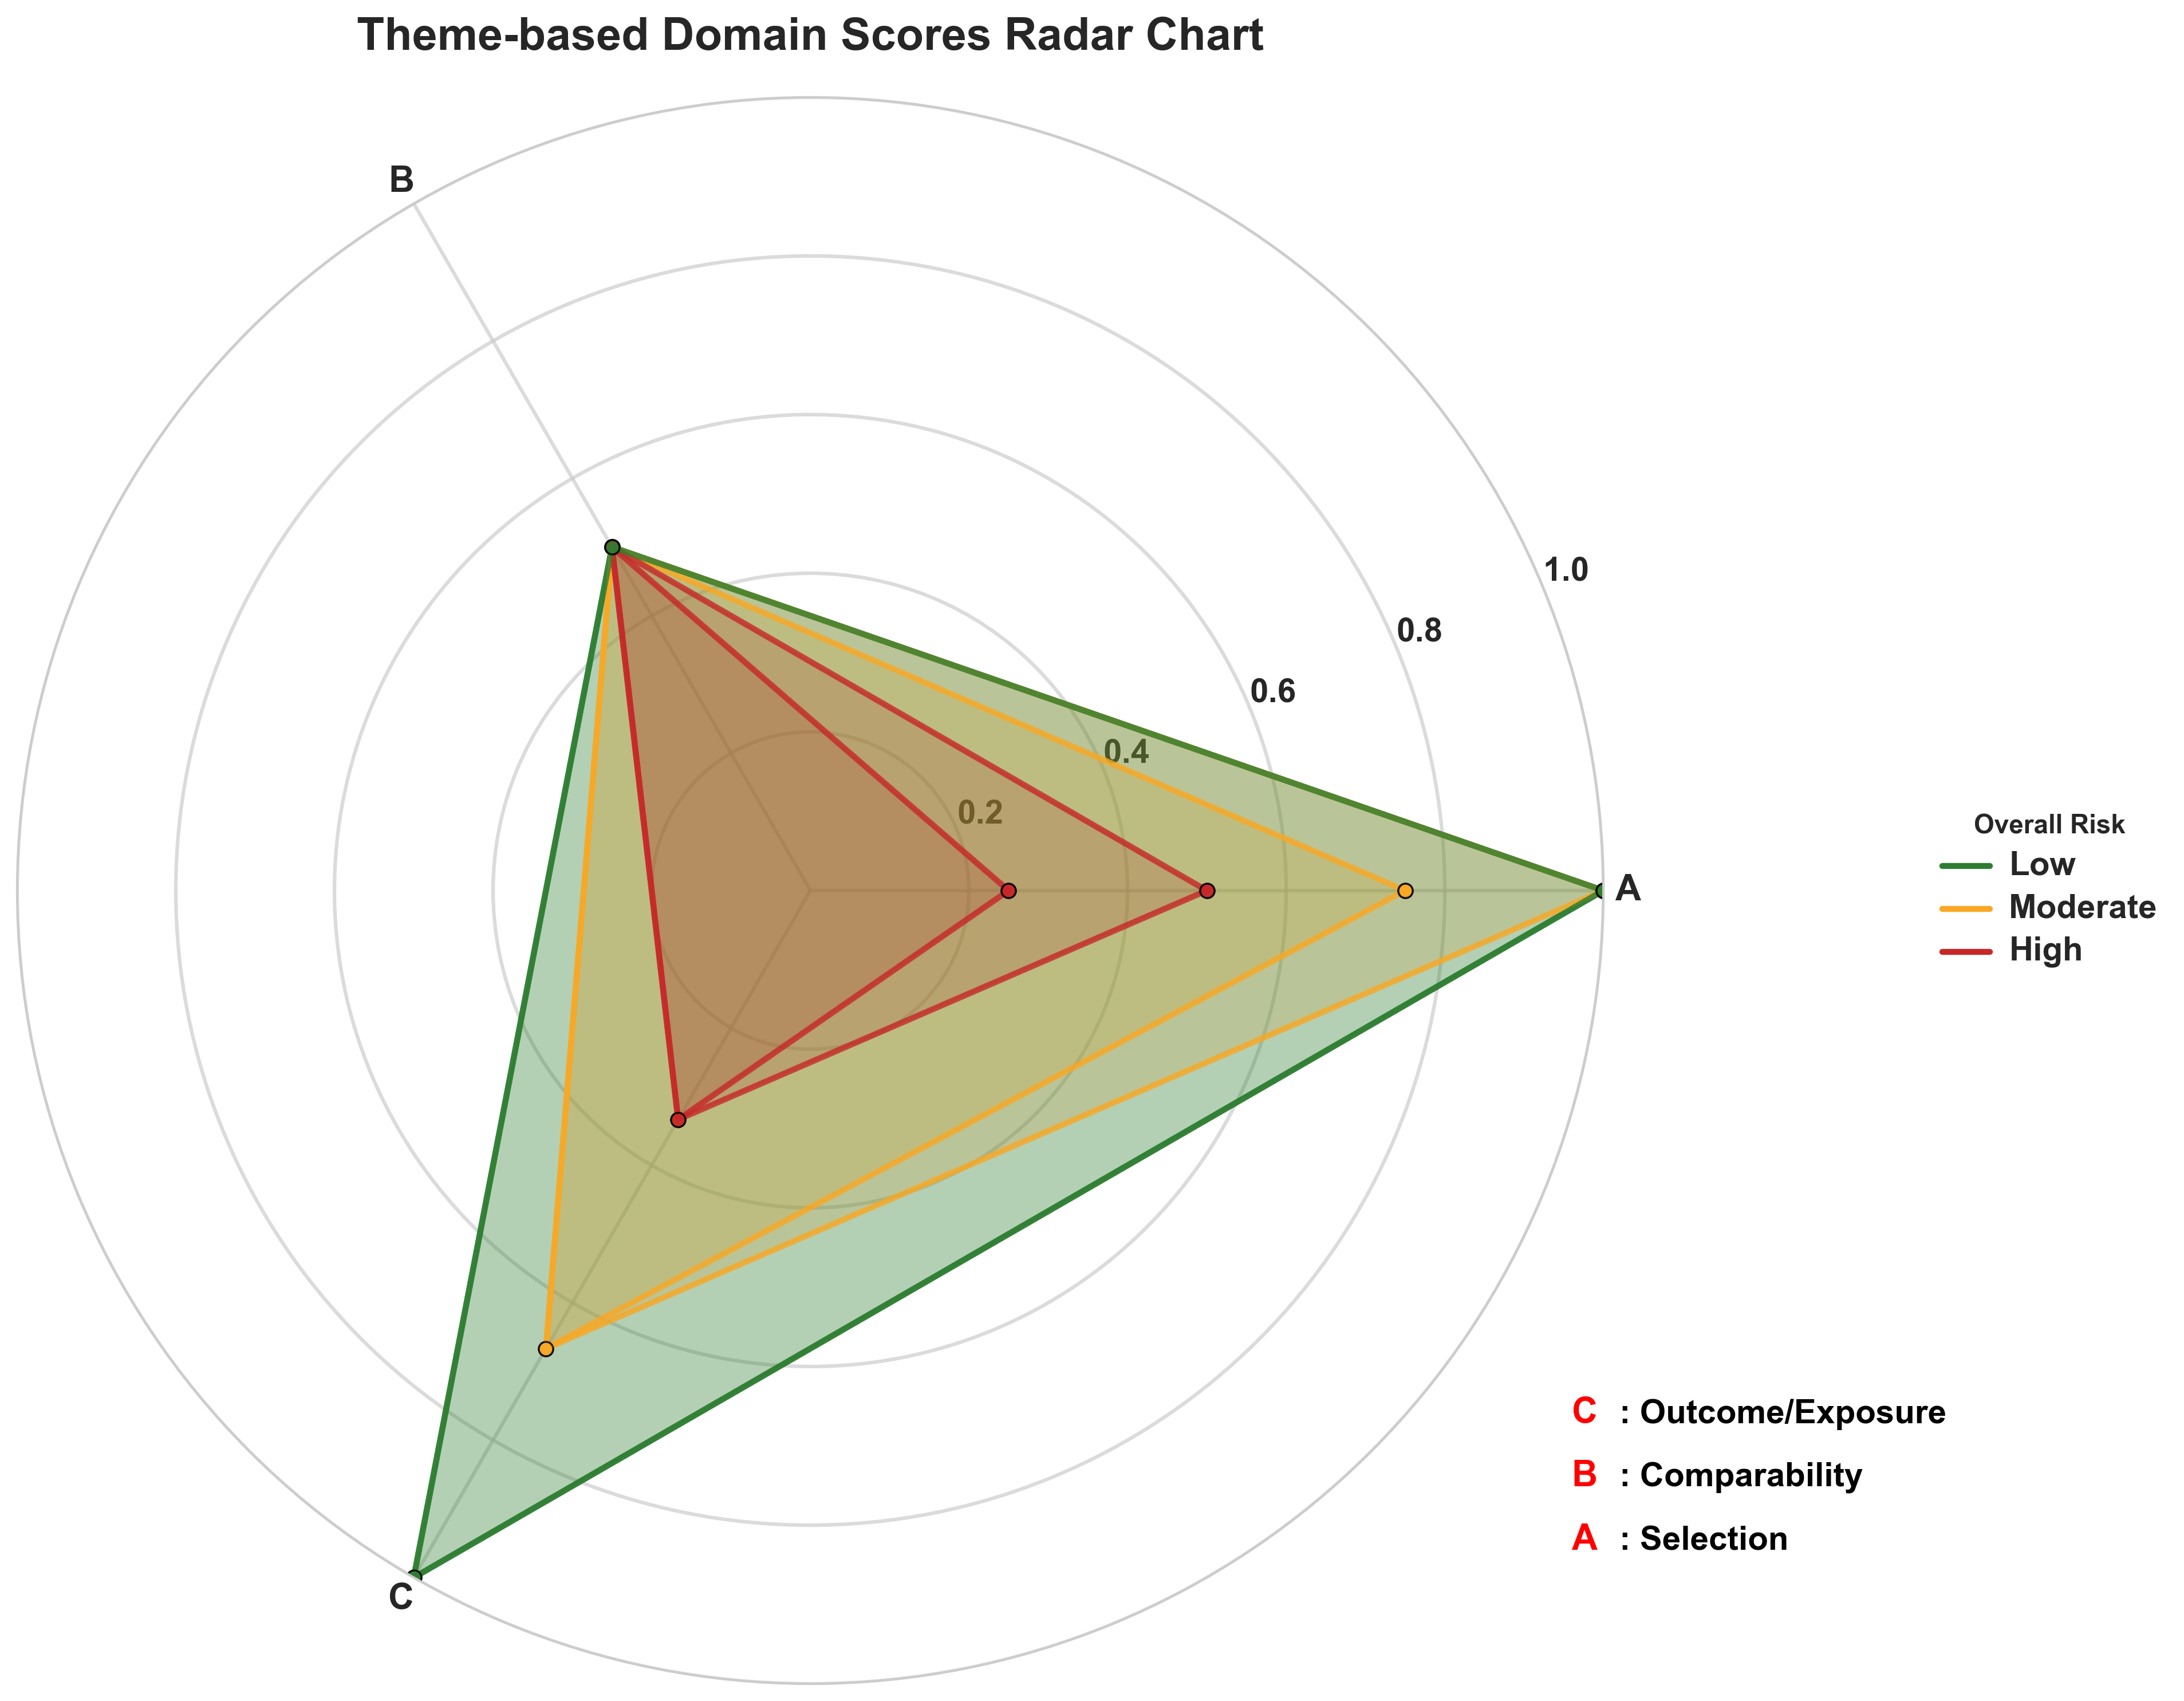 Theme-based Domain Scores Radar Chart
B
1.0
0.8
0.6
0.4
0.2
A
Overall Risk
Low
Moderate
High
C : Outcome/Exposure
B : Comparability
A : Selection
C